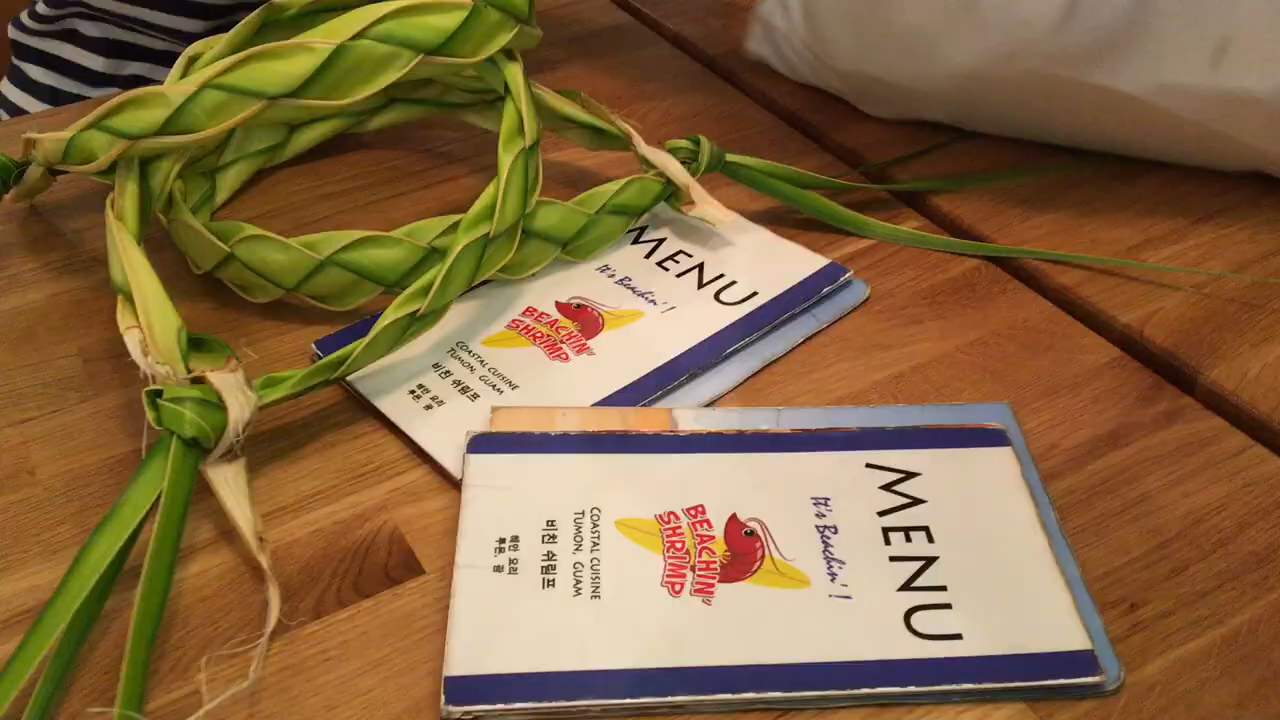 MENU
It's Beachin' !
BEACHIN'
SHRIMP
COASTAL CUISINE
TUMON, GUAM
비친 쉬림프
해안 요리
투몬, 괌
MENU
It's Beachin' !
BEACHIN'
SHRIMP
COASTAL CUISINE
TUMON, GUAM
비친 쉬림프
해안 요리
투몬, 괌